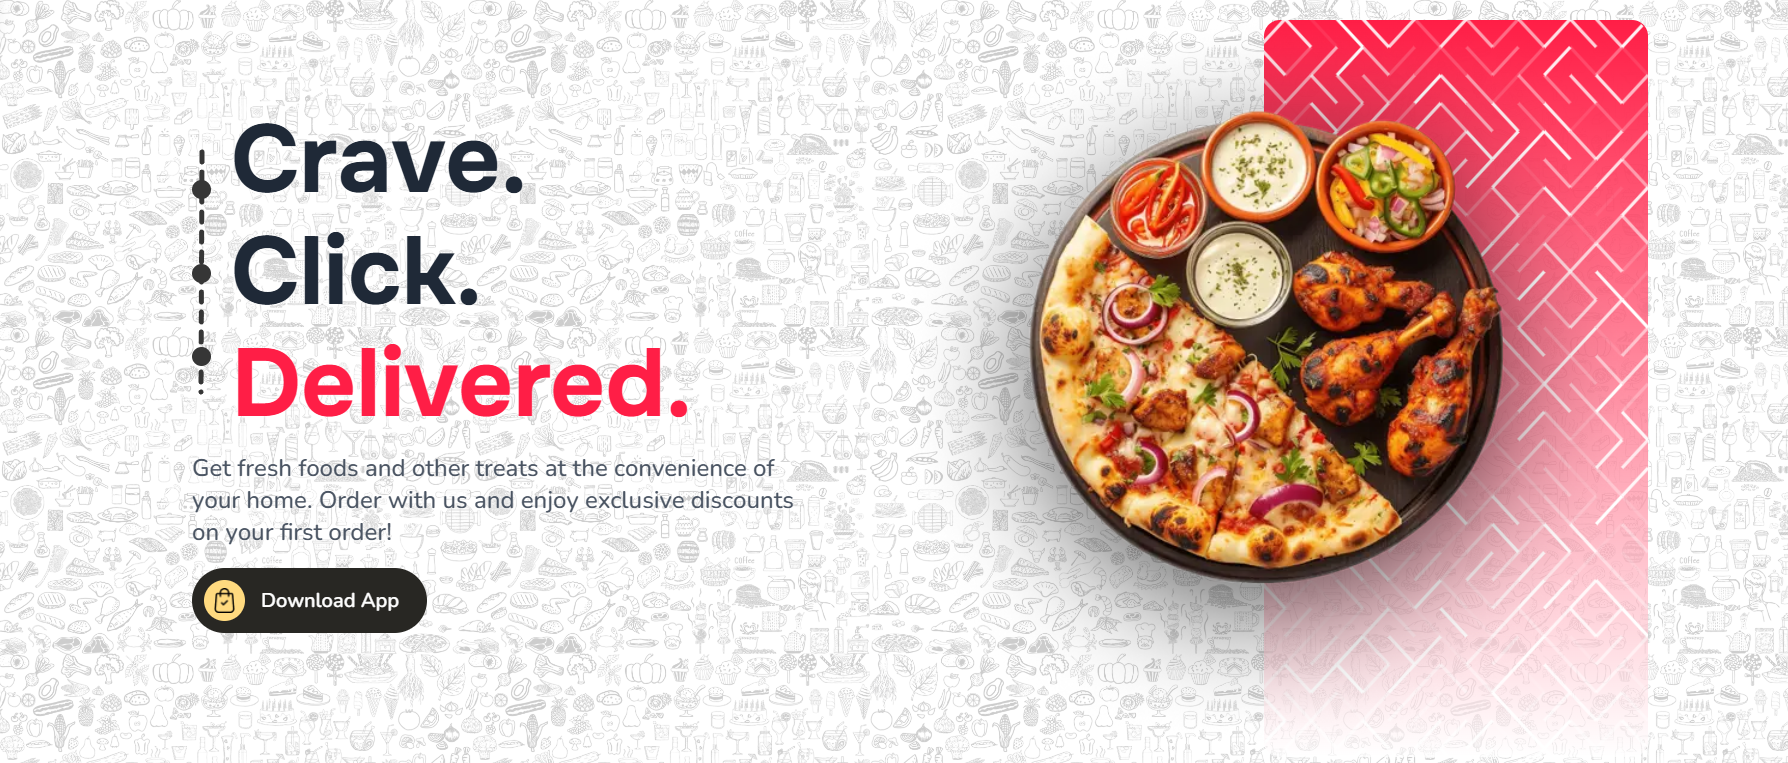 Crave.
Click.
Delivered.
Get fresh foods and other treats at the convenience of
your home. Order with us and enjoy exclusive discounts
on your first order!
Download App